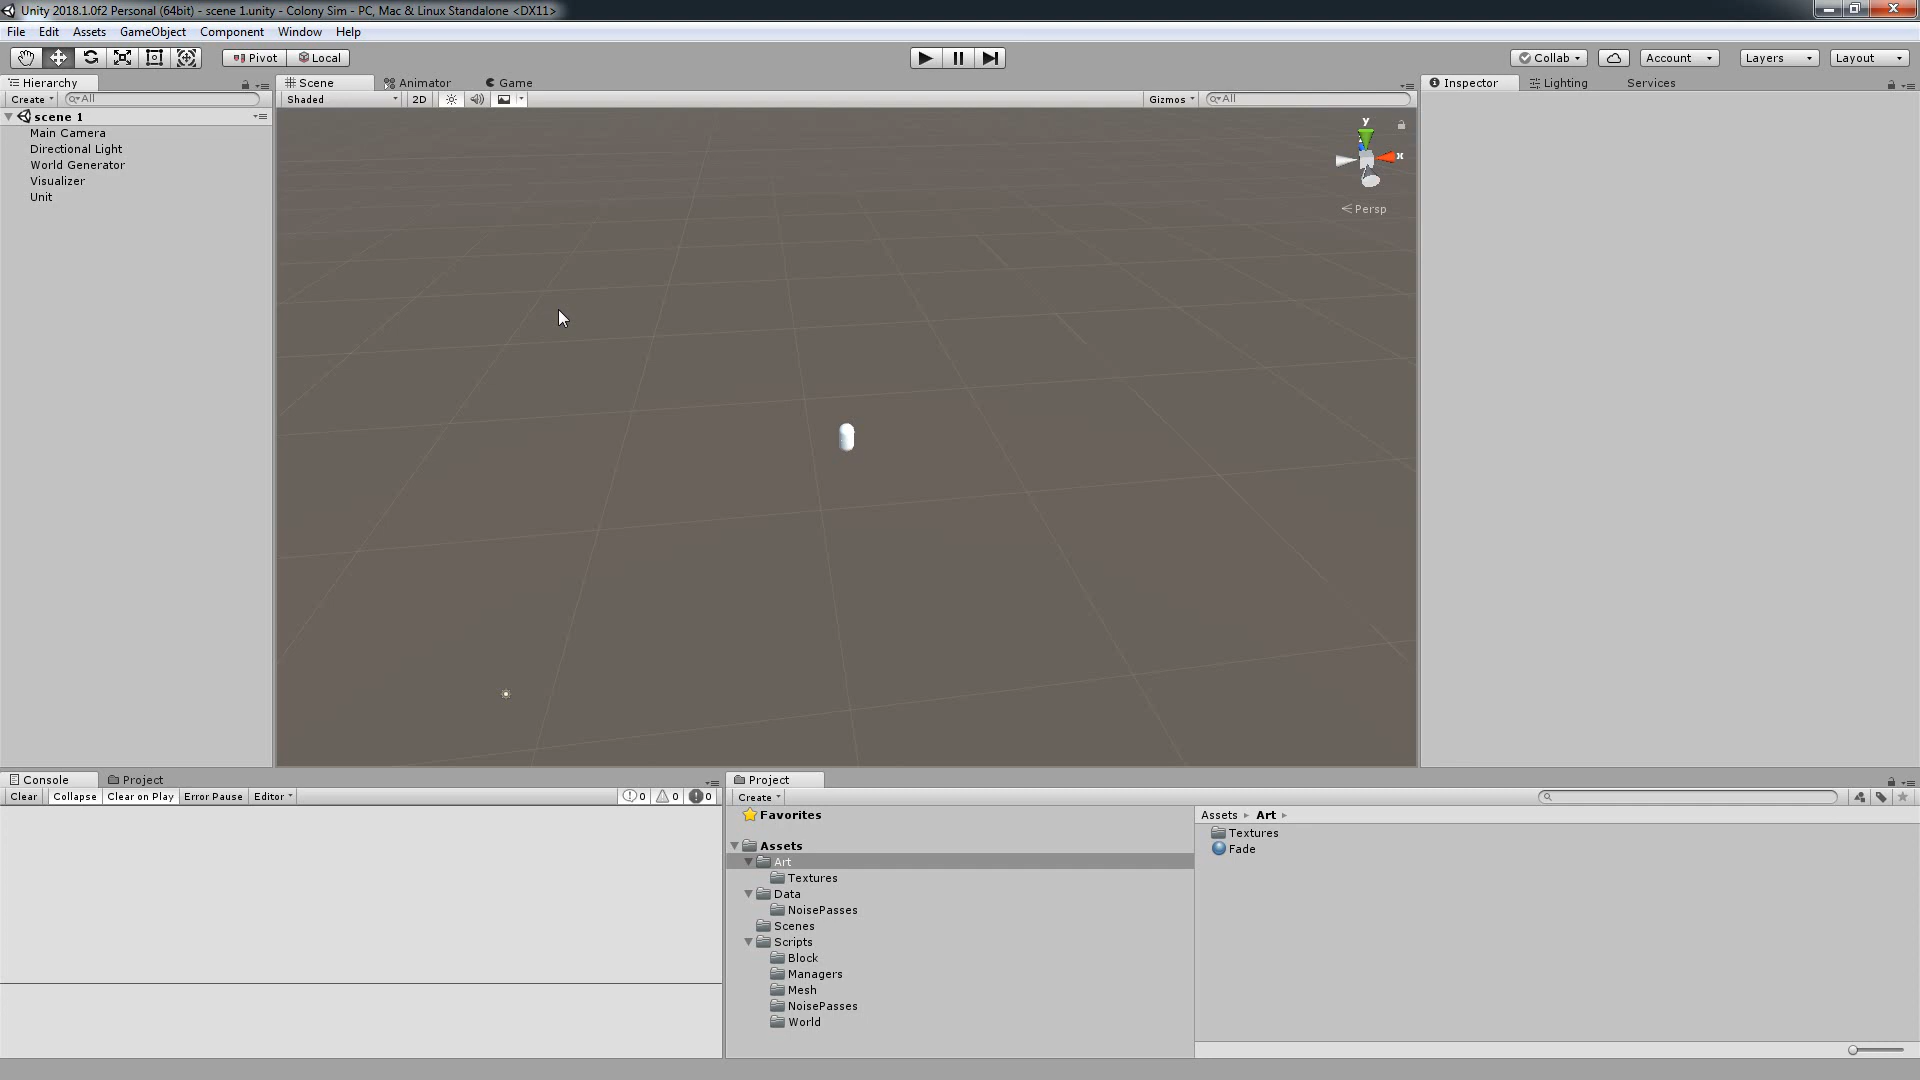 Unity 2018.1.0f2 Personal (64bit) - scene 1.unity - Colony Sim - PC, Mac & Linux Standalone <DX11>
File Edit Assets GameObject Component Window Help
Pivot Local Collab Account Layers Layout
Hierarchy Scene Animator Game Inspector Lighting Services
Create All Shaded 2D Gizmos All
scene 1
Main Camera
Directional Light
World Generator
Visualizer
Unit
y
x
Persp
Console Project
Clear Collapse Clear on Play Error Pause Editor 0 0 0
Project
Create
Favorites
Assets
Art
Textures
Data
NoisePasses
Scenes
Scripts
Block
Managers
Mesh
NoisePasses
World
Assets Art
Textures
Fade